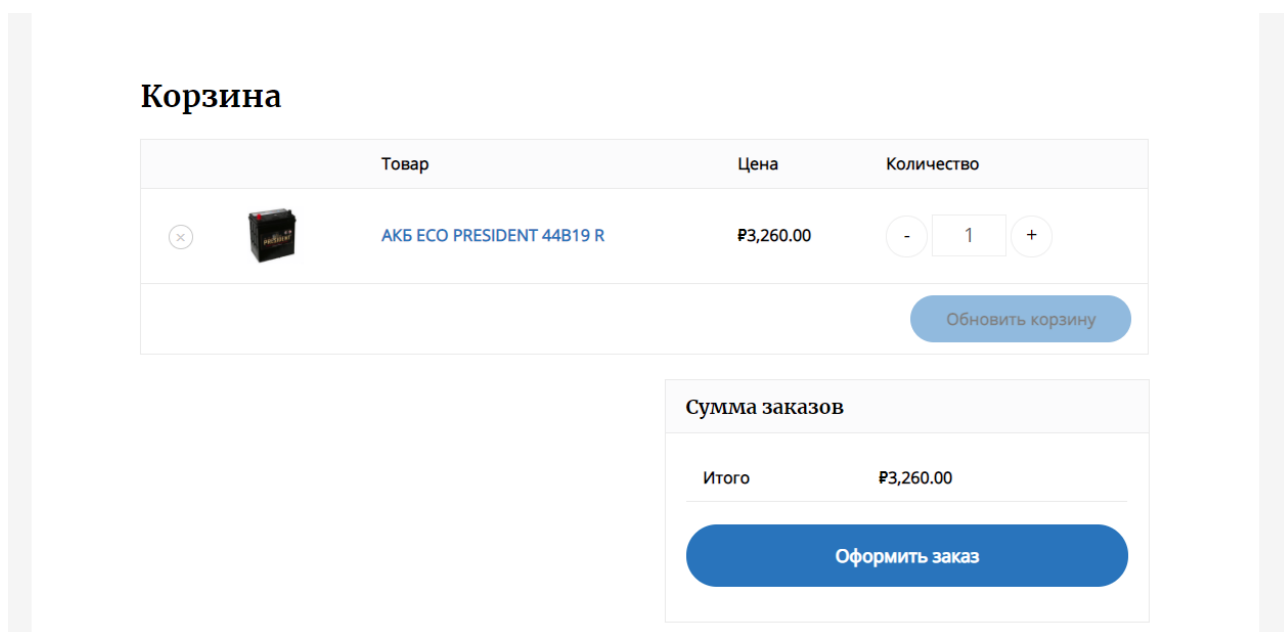 Корзина
Товар Цена Количество
АКБ ECO PRESIDENT 44B19 R ₽3,260.00 - 1 +
PRESIDENT
Обновить корзину
Сумма заказов
Итого ₽3,260.00
Оформить заказ